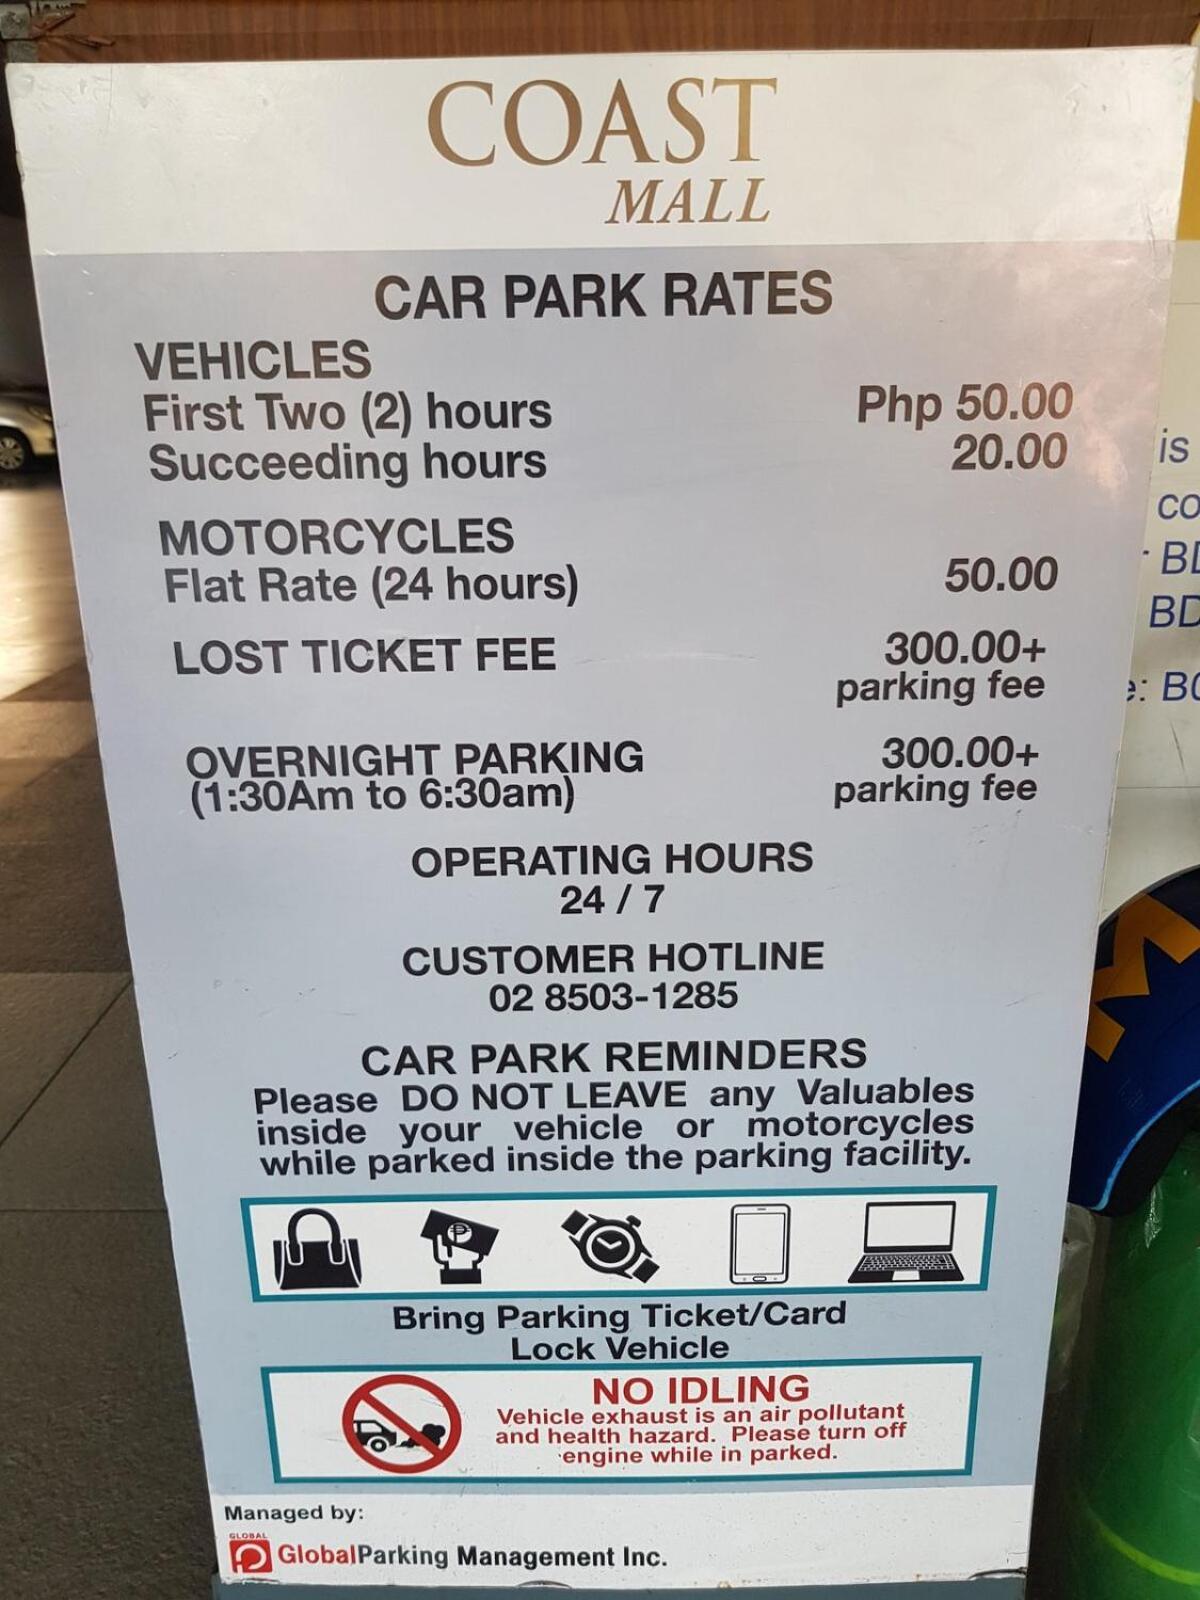 COAST
MALL
CAR PARK RATES
VEHICLES
First Two (2) hours Php 50.00
Succeeding hours 20.00
MOTORCYCLES
Flat Rate (24 hours) 50.00
LOST TICKET FEE 300.00+
parking fee
OVERNIGHT PARKING 300.00+
(1:30Am to 6:30am) parking fee
OPERATING HOURS
24 / 7
CUSTOMER HOTLINE
02 8503-1285
CAR PARK REMINDERS
Please DO NOT LEAVE any Valuables
inside your vehicle or motorcycles
while parked inside the parking facility.
Bring Parking Ticket/Card
Lock Vehicle
NO IDLING
Vehicle exhaust is an air pollutant
and health hazard. Please turn off
engine while in parked.
Managed by:
GLOBAL
GlobalParking Management Inc.
is